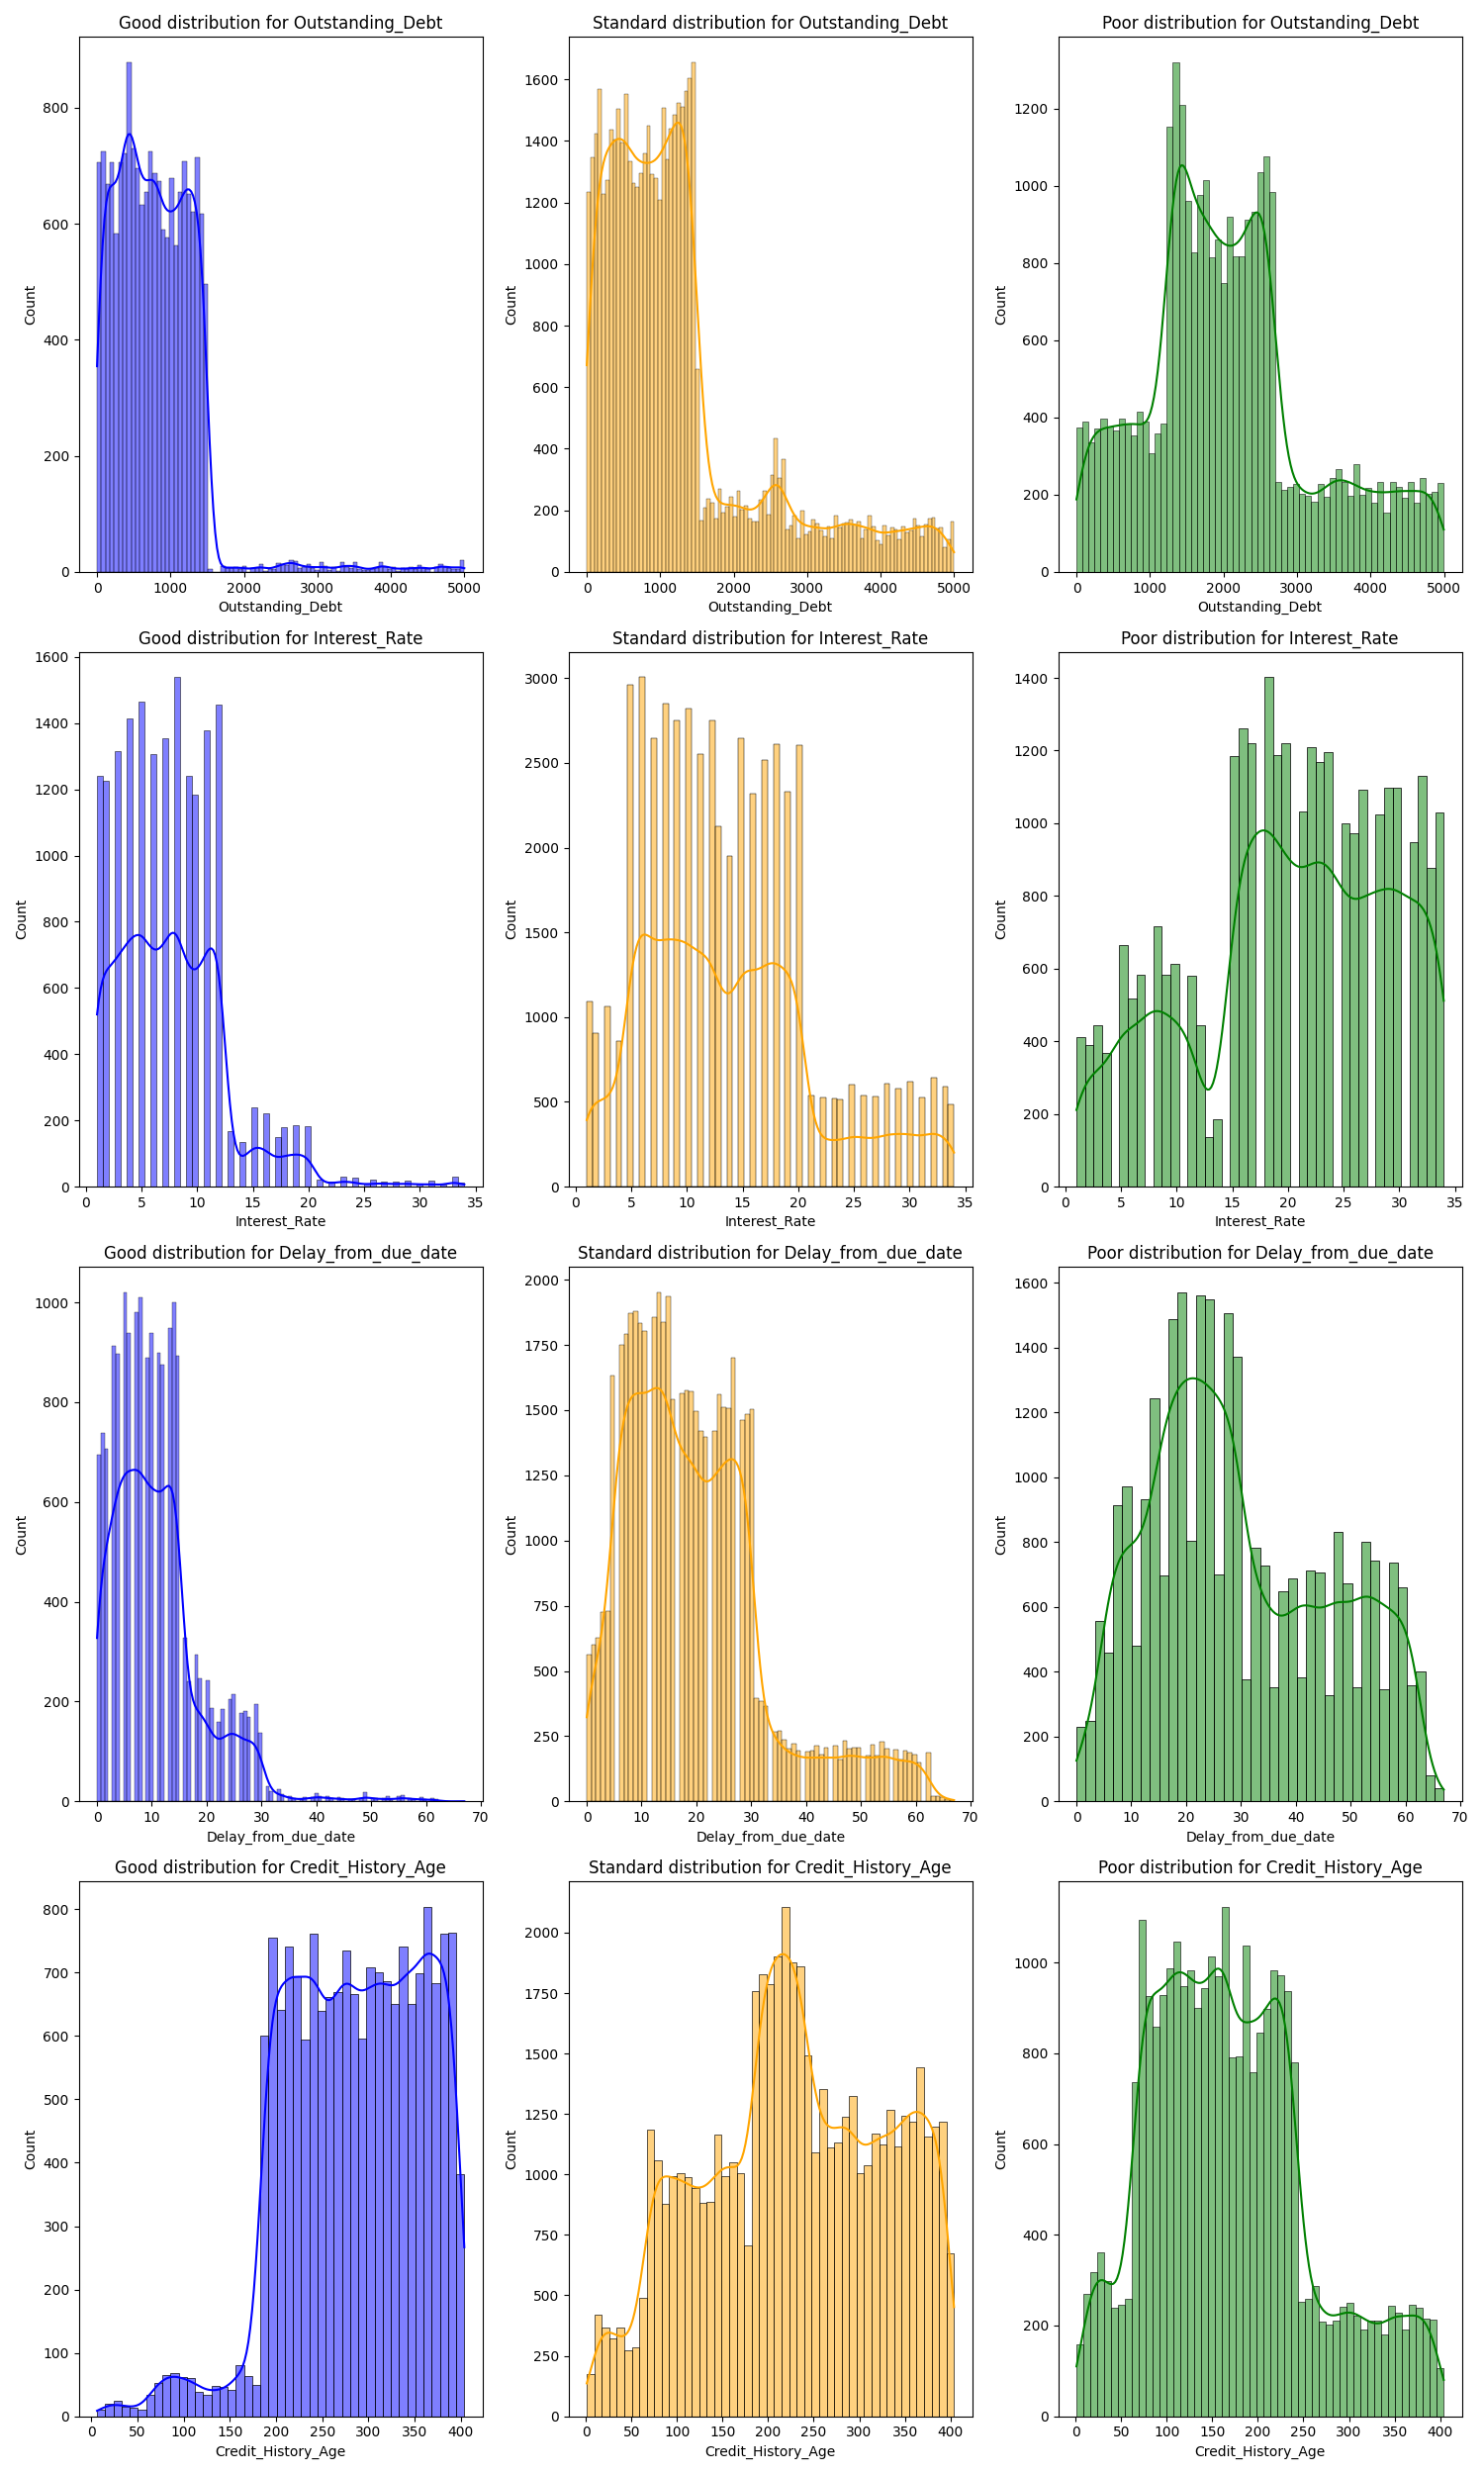 Good distribution for Outstanding_Debt
Count
800
600
400
200
0
0 1000 2000 3000 4000 5000
Outstanding_Debt
Standard distribution for Outstanding_Debt
Count
1600
1400
1200
1000
800
600
400
200
0
0 1000 2000 3000 4000 5000
Outstanding_Debt
Poor distribution for Outstanding_Debt
Count
1200
1000
800
600
400
200
0
0 1000 2000 3000 4000 5000
Outstanding_Debt
Good distribution for Interest_Rate
Count
1600
1400
1200
1000
800
600
400
200
0
0 5 10 15 20 25 30 35
Interest_Rate
Standard distribution for Interest_Rate
Count
3000
2500
2000
1500
1000
500
0
0 5 10 15 20 25 30 35
Interest_Rate
Poor distribution for Interest_Rate
Count
1400
1200
1000
800
600
400
200
0
0 5 10 15 20 25 30 35
Interest_Rate
Good distribution for Delay_from_due_date
Count
1000
800
600
400
200
0
0 10 20 30 40 50 60 70
Delay_from_due_date
Standard distribution for Delay_from_due_date
Count
2000
1750
1500
1250
1000
750
500
250
0
0 10 20 30 40 50 60 70
Delay_from_due_date
Poor distribution for Delay_from_due_date
Count
1600
1400
1200
1000
800
600
400
200
0
0 10 20 30 40 50 60 70
Delay_from_due_date
Good distribution for Credit_History_Age
Count
800
700
600
500
400
300
200
100
0
0 50 100 150 200 250 300 350 400
Credit_History_Age
Standard distribution for Credit_History_Age
Count
2000
1750
1500
1250
1000
750
500
250
0
0 50 100 150 200 250 300 350 400
Credit_History_Age
Poor distribution for Credit_History_Age
Count
1000
800
600
400
200
0
0 50 100 150 200 250 300 350 400
Credit_History_Age